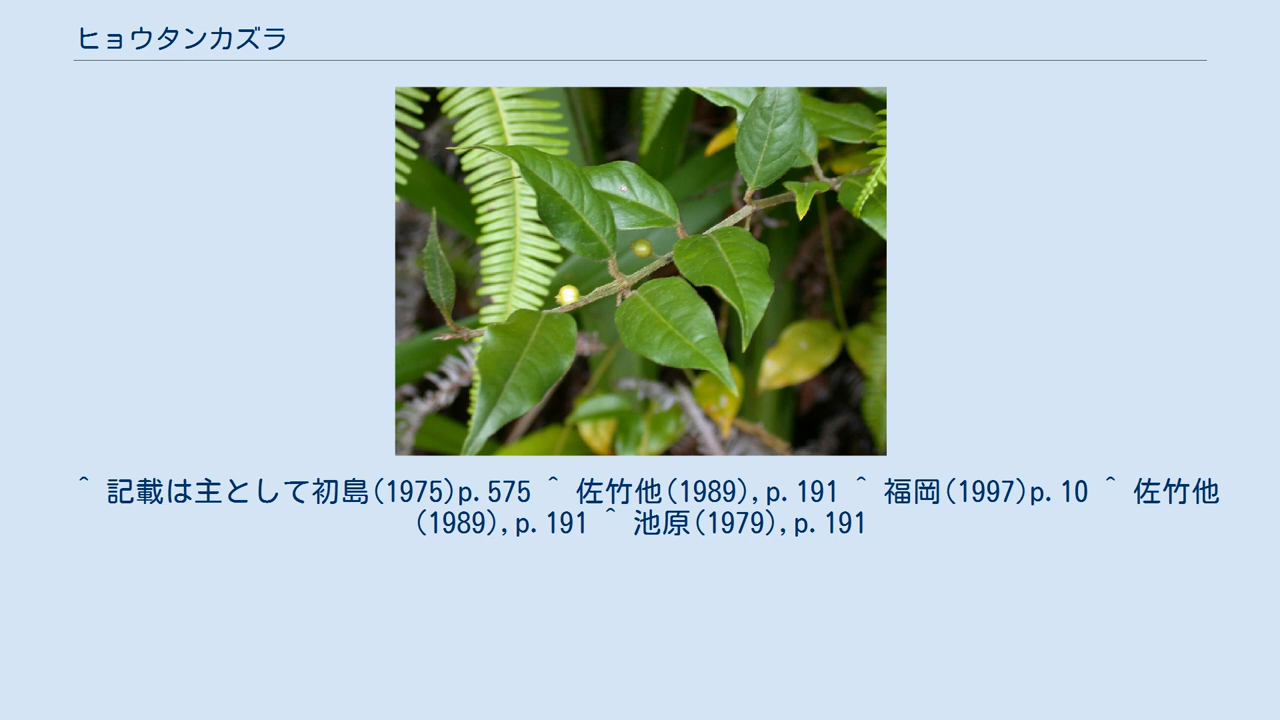 ヒョウタンカズラ
^ 記載は主として初島(1975)p.575 ^ 佐竹他(1989),p.191 ^ 福岡(1997)p.10 ^ 佐竹他
(1989),p.191 ^ 池原(1979),p.191